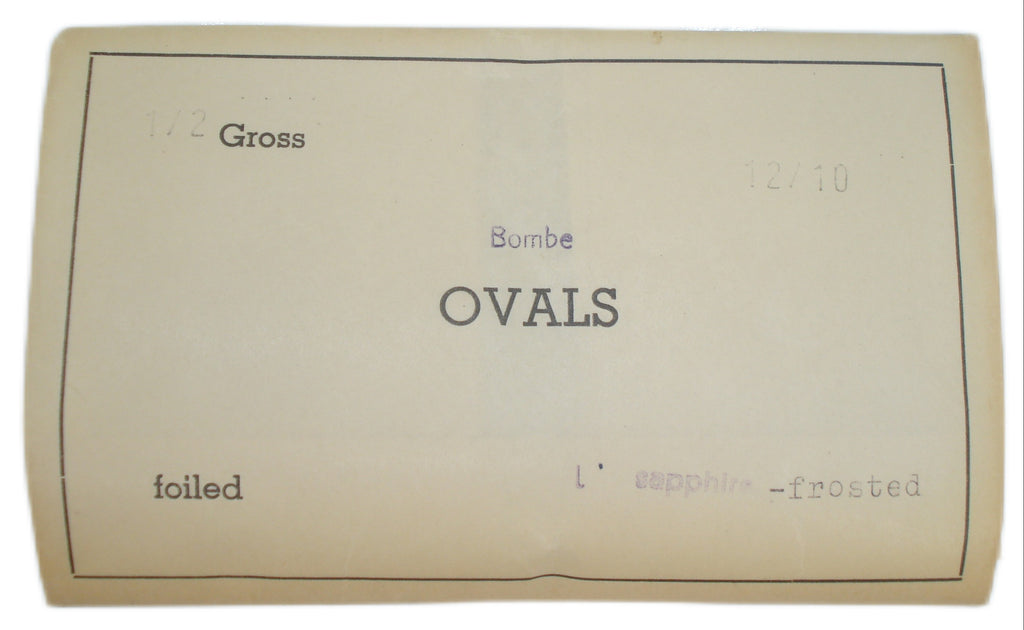 1/2 Gross
12/10
Bombe
OVALS
foiled L. sapphire -frosted